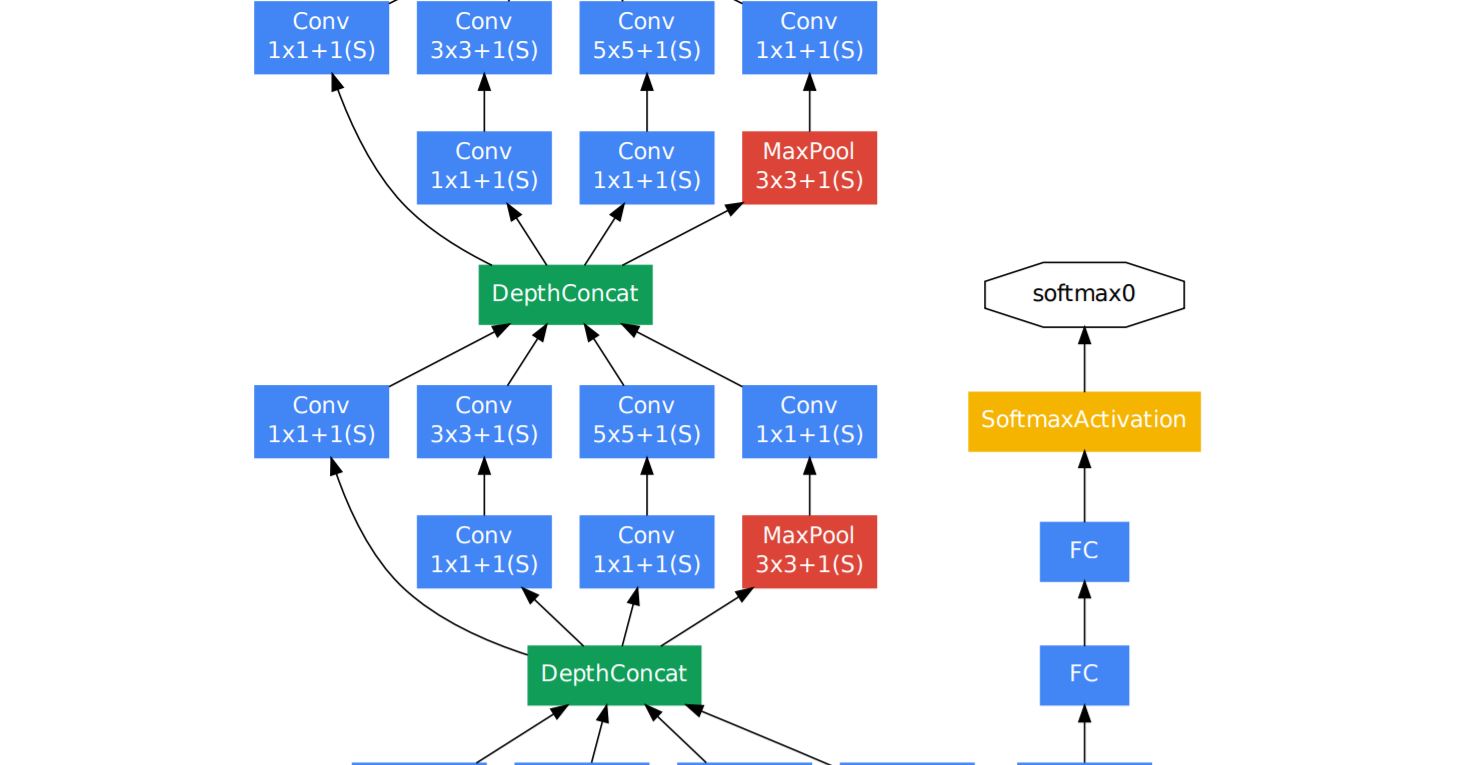 Conv
1x1+1(S)
Conv
3x3+1(S)
Conv
5x5+1(S)
Conv
1x1+1(S)
Conv
1x1+1(S)
Conv
1x1+1(S)
MaxPool
3x3+1(S)
DepthConcat
softmax0
Conv
1x1+1(S)
Conv
3x3+1(S)
Conv
5x5+1(S)
Conv
1x1+1(S)
SoftmaxActivation
Conv
1x1+1(S)
Conv
1x1+1(S)
MaxPool
3x3+1(S)
FC
DepthConcat
FC